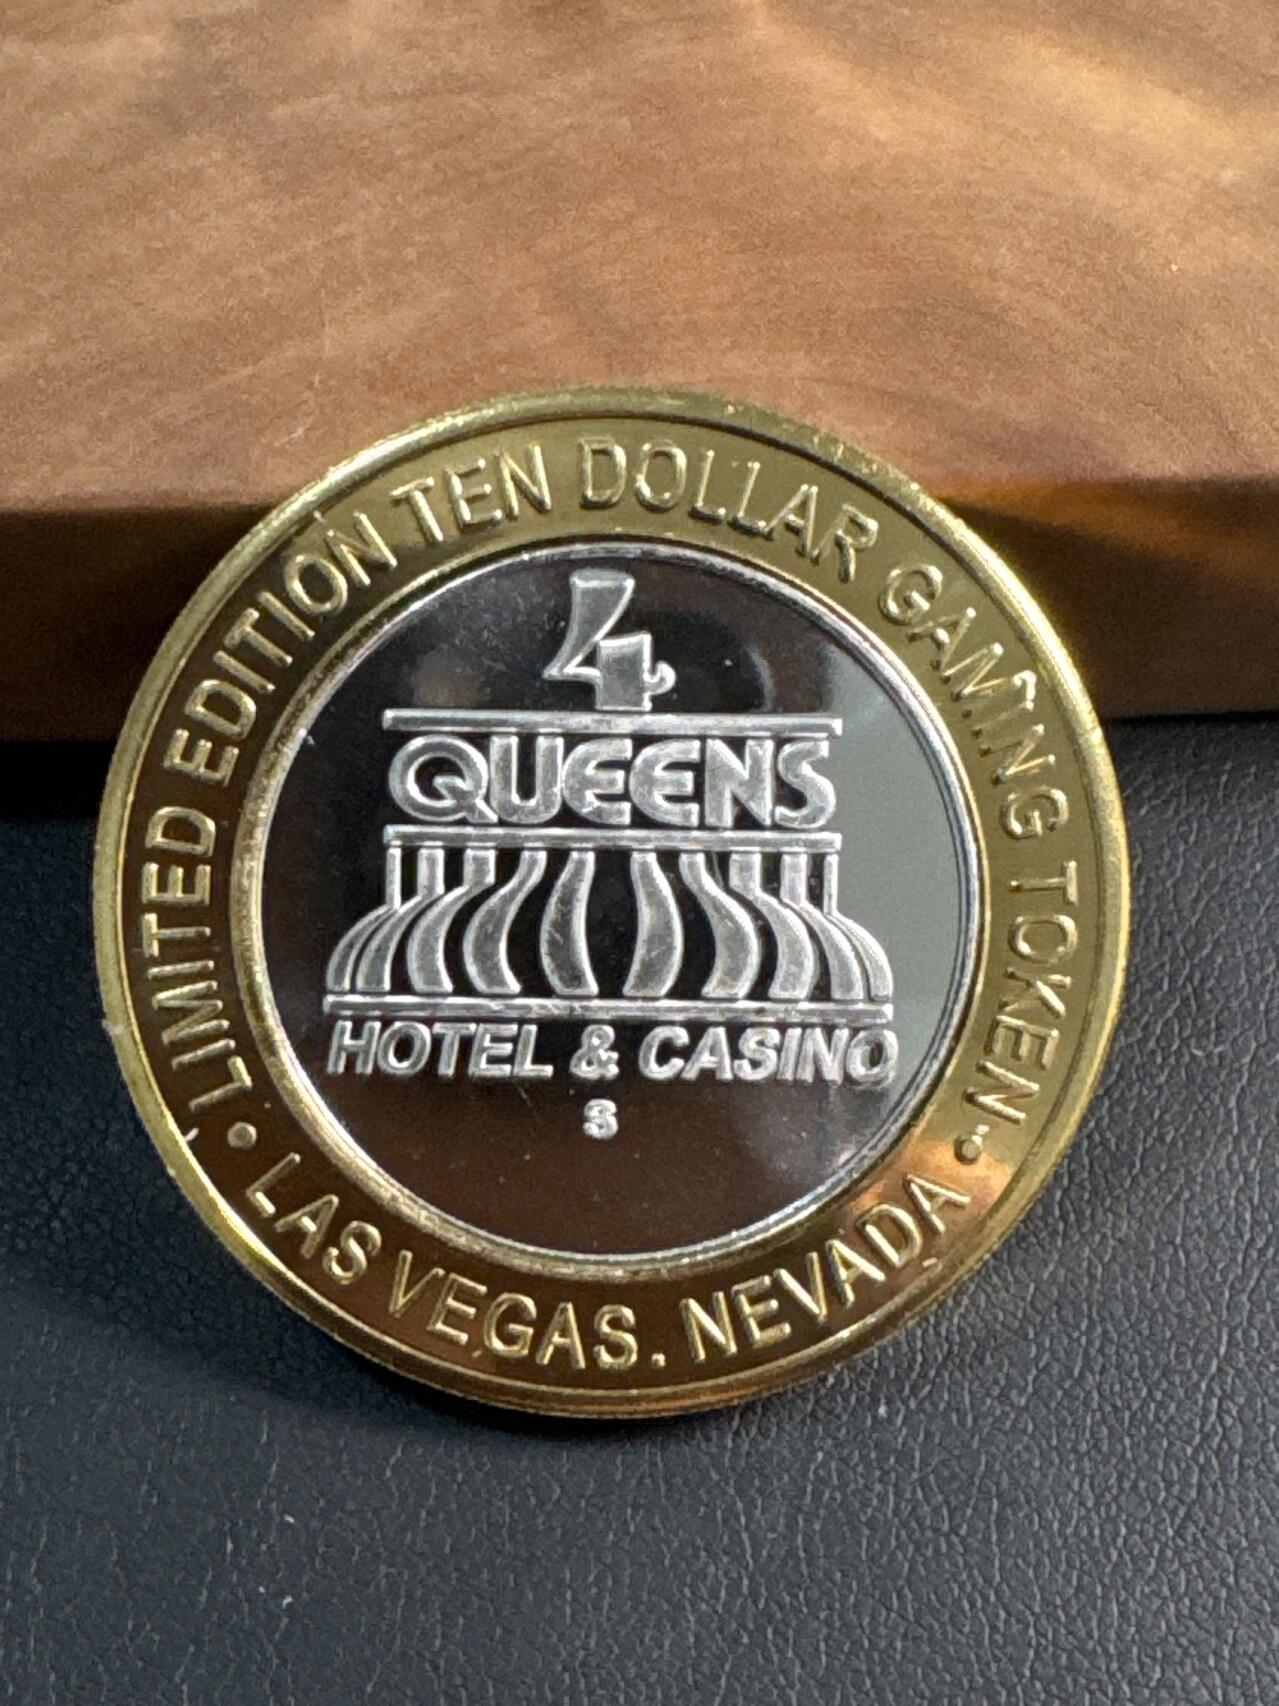 LIMITED EDITION TEN DOLLAR GAMING TOKEN
4
QUEENS
HOTEL & CASINO
S
• LAS VEGAS, NEVADA •